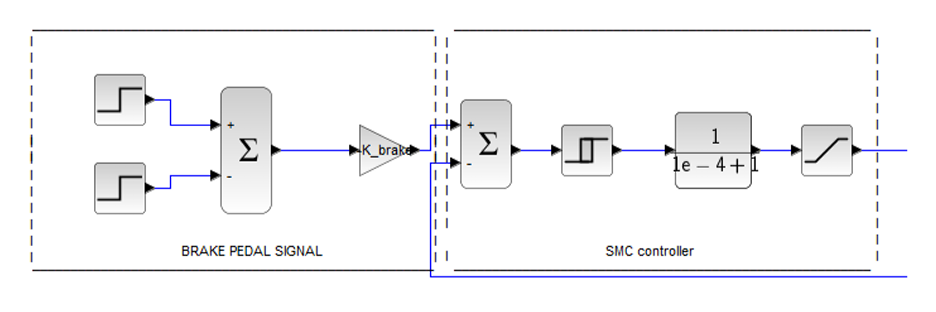 +
Σ
-
K_brake
+
Σ
-
1
1e − 4 + 1
BRAKE PEDAL SIGNAL
SMC controller